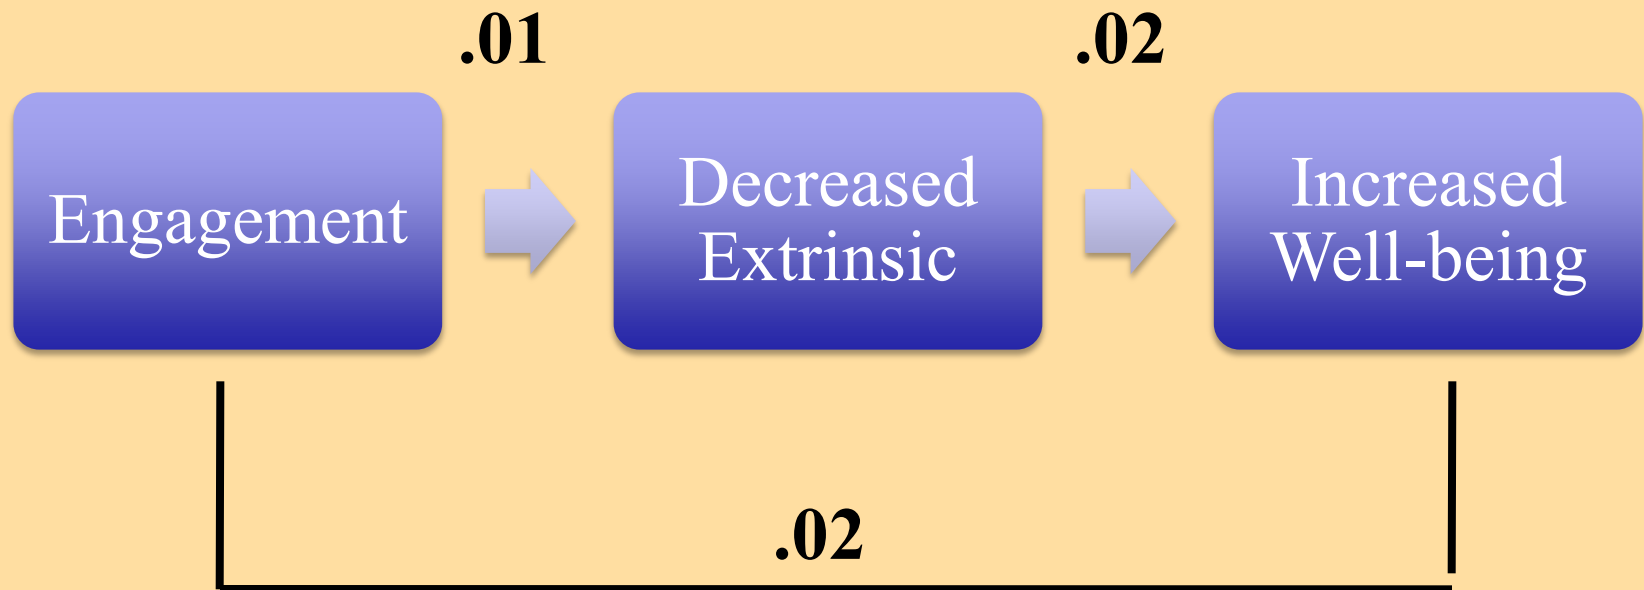 .01
.02
Engagement
Decreased
Extrinsic
Increased
Well-being
.02